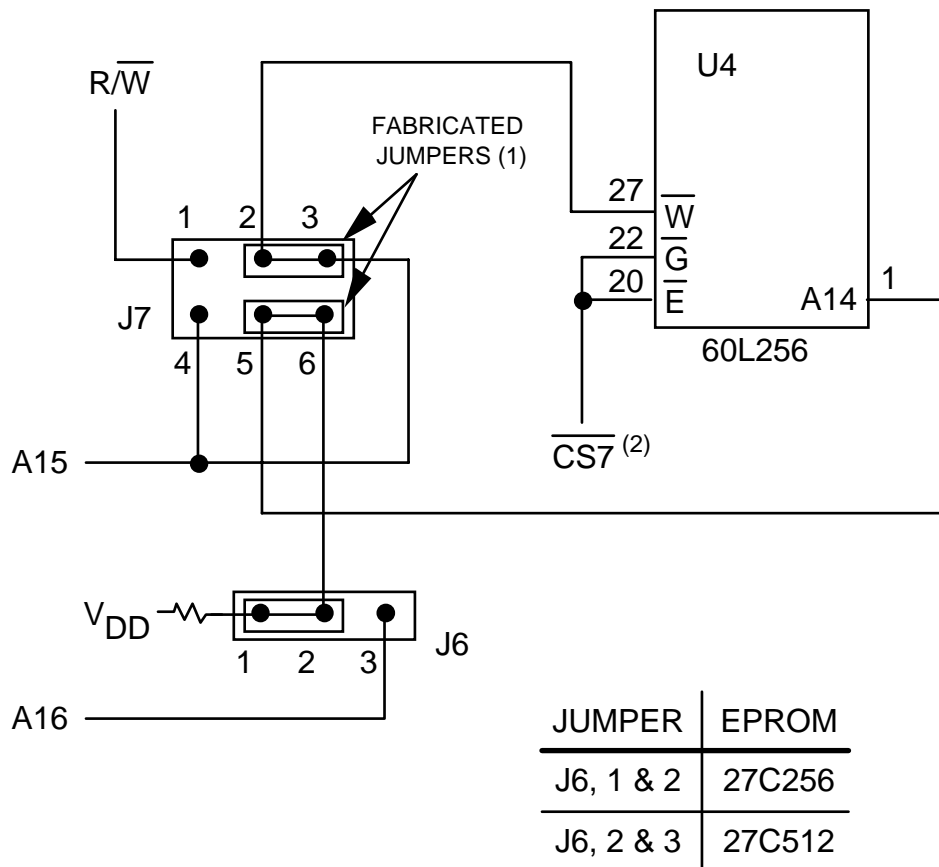 U4
R/W̅
FABRICATED
JUMPERS (1)
27
W̅
1
2
3
22
G̅
20
E̅
A14
1
J7
60L256
4
5
6
C̅S̅7̅ (2)
A15
VDD
J6
1
2
3
A16
JUMPER EPROM
J6, 1 & 2 27C256
J6, 2 & 3 27C512